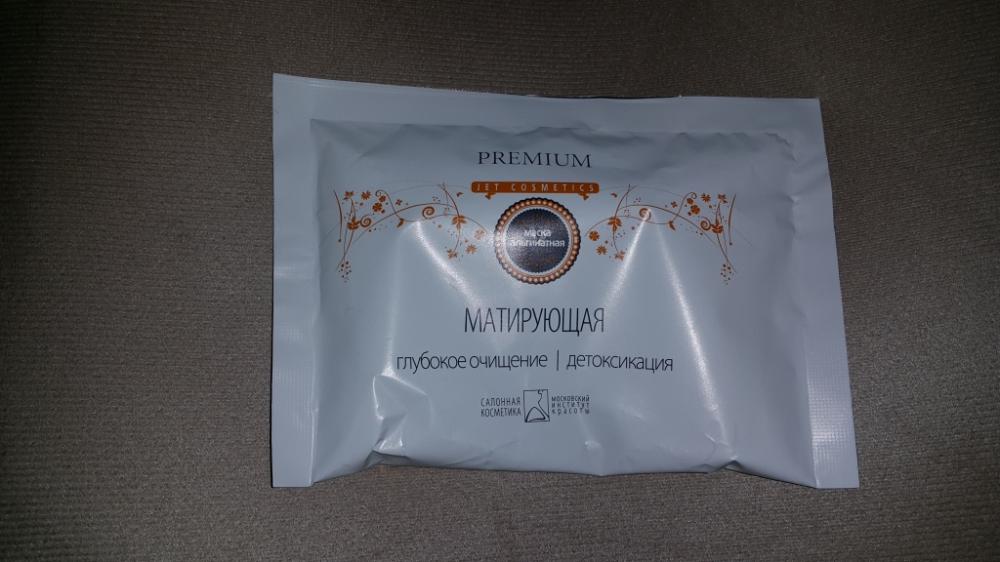 PREMIUM
JET COSMETICS
маска
альгинатная
МАТИРУЮЩАЯ
глубокое очищение | детоксикация
САЛОННАЯ
КОСМЕТИКА
МОСКОВСКИЙ
ИНСТИТУТ
красоты